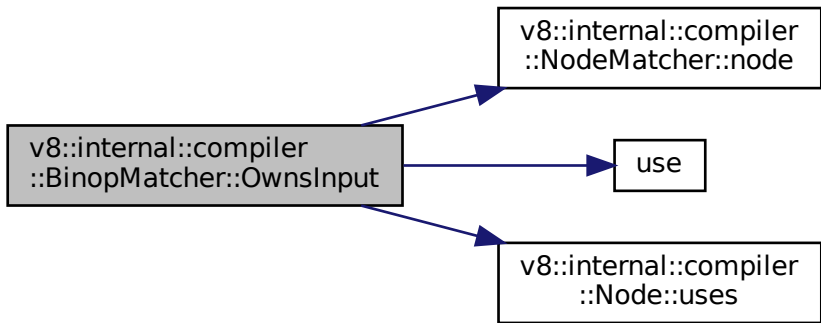 v8::internal::compiler
::BinopMatcher::OwnsInput
v8::internal::compiler
::NodeMatcher::node
use
v8::internal::compiler
::Node::uses